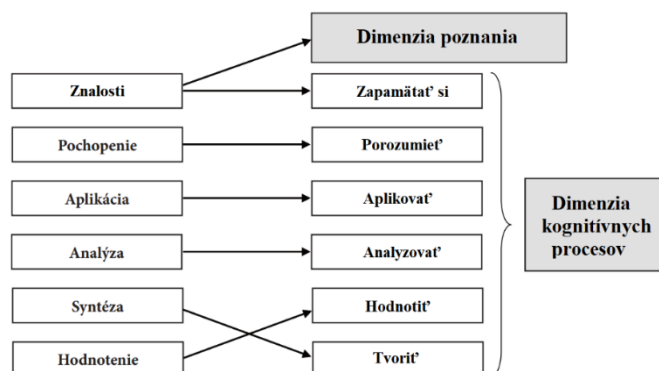 Dimenzia poznania
Znalosti
Zapamätať si
Pochopenie
Porozumieť
Aplikácia
Aplikovať
Analýza
Analyzovať
Syntéza
Hodnotiť
Hodnotenie
Tvoriť
Dimenzia
kognitívnych
procesov